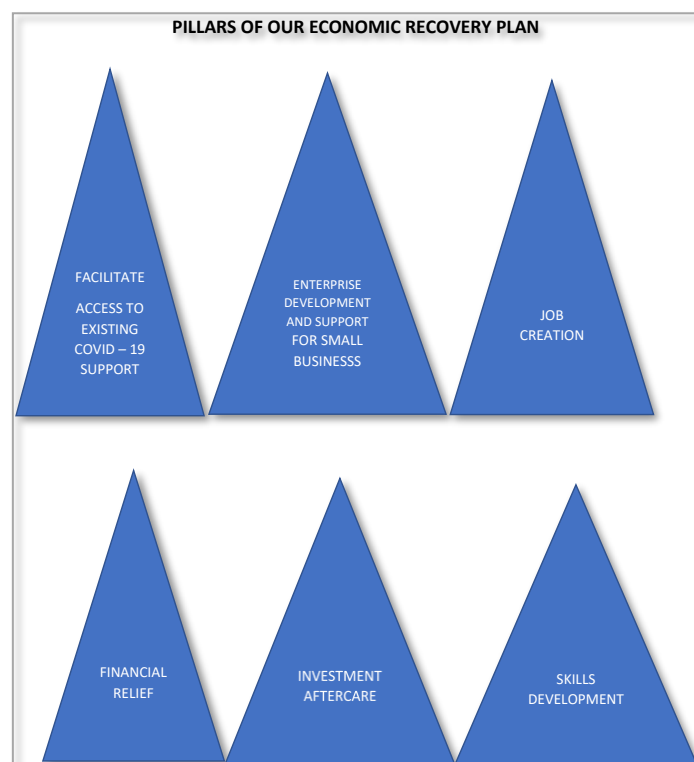 PILLARS OF OUR ECONOMIC RECOVERY PLAN
FACILITATE
ACCESS TO
EXISTING
COVID – 19
SUPPORT
ENTERPRISE
DEVELOPMENT
AND SUPPORT
FOR SMALL
BUSINESSS
JOB
CREATION
FINANCIAL
RELIEF
INVESTMENT
AFTERCARE
SKILLS
DEVELOPMENT